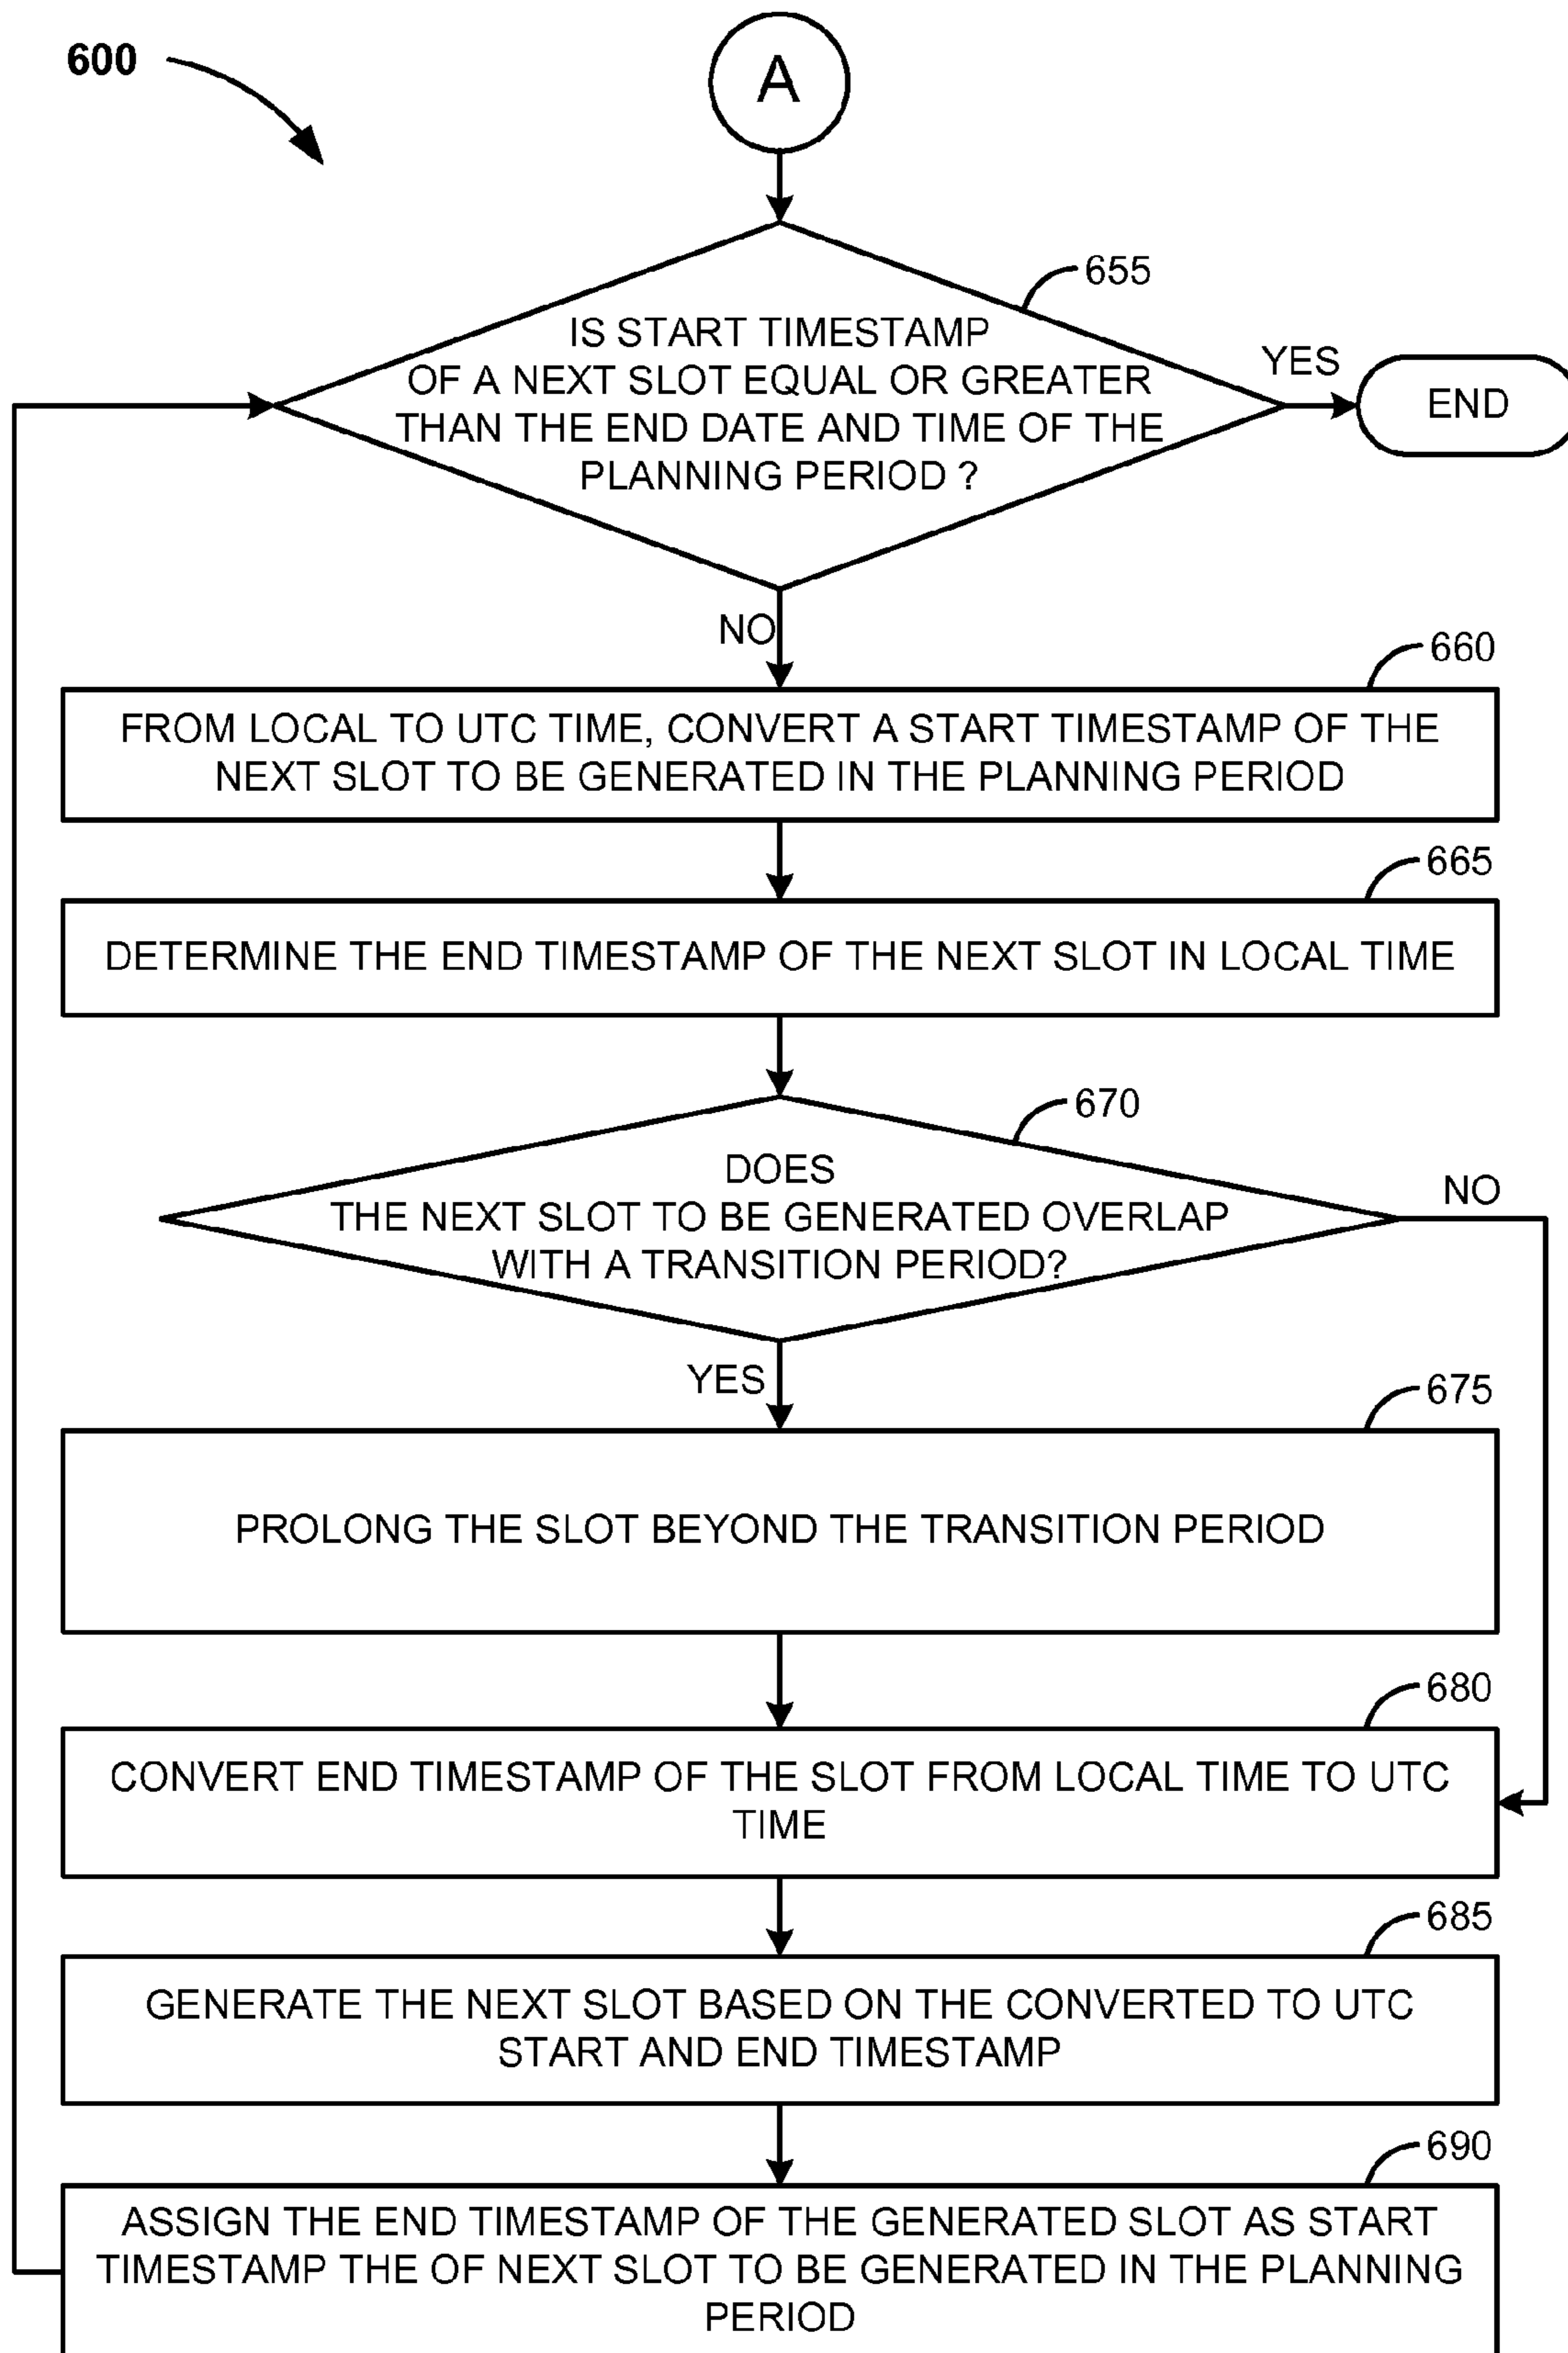 600
A
655
IS START TIMESTAMP
OF A NEXT SLOT EQUAL OR GREATER
THAN THE END DATE AND TIME OF THE
PLANNING PERIOD ?
YES
END
NO
660
FROM LOCAL TO UTC TIME, CONVERT A START TIMESTAMP OF THE
NEXT SLOT TO BE GENERATED IN THE PLANNING PERIOD
665
DETERMINE THE END TIMESTAMP OF THE NEXT SLOT IN LOCAL TIME
670
DOES
THE NEXT SLOT TO BE GENERATED OVERLAP
WITH A TRANSITION PERIOD?
NO
YES
675
PROLONG THE SLOT BEYOND THE TRANSITION PERIOD
680
CONVERT END TIMESTAMP OF THE SLOT FROM LOCAL TIME TO UTC
TIME
685
GENERATE THE NEXT SLOT BASED ON THE CONVERTED TO UTC
START AND END TIMESTAMP
690
ASSIGN THE END TIMESTAMP OF THE GENERATED SLOT AS START
TIMESTAMP THE OF NEXT SLOT TO BE GENERATED IN THE PLANNING
PERIOD